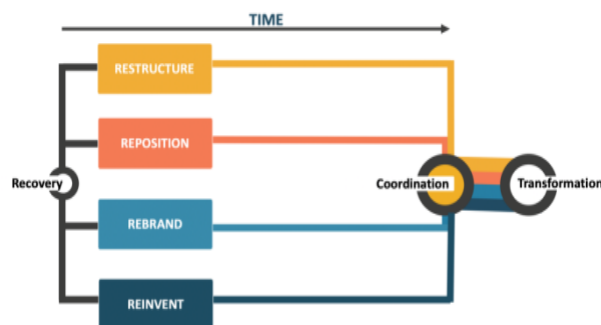 TIME
RESTRUCTURE
REPOSITION
Recovery
Coordination
Transformation
REBRAND
REINVENT